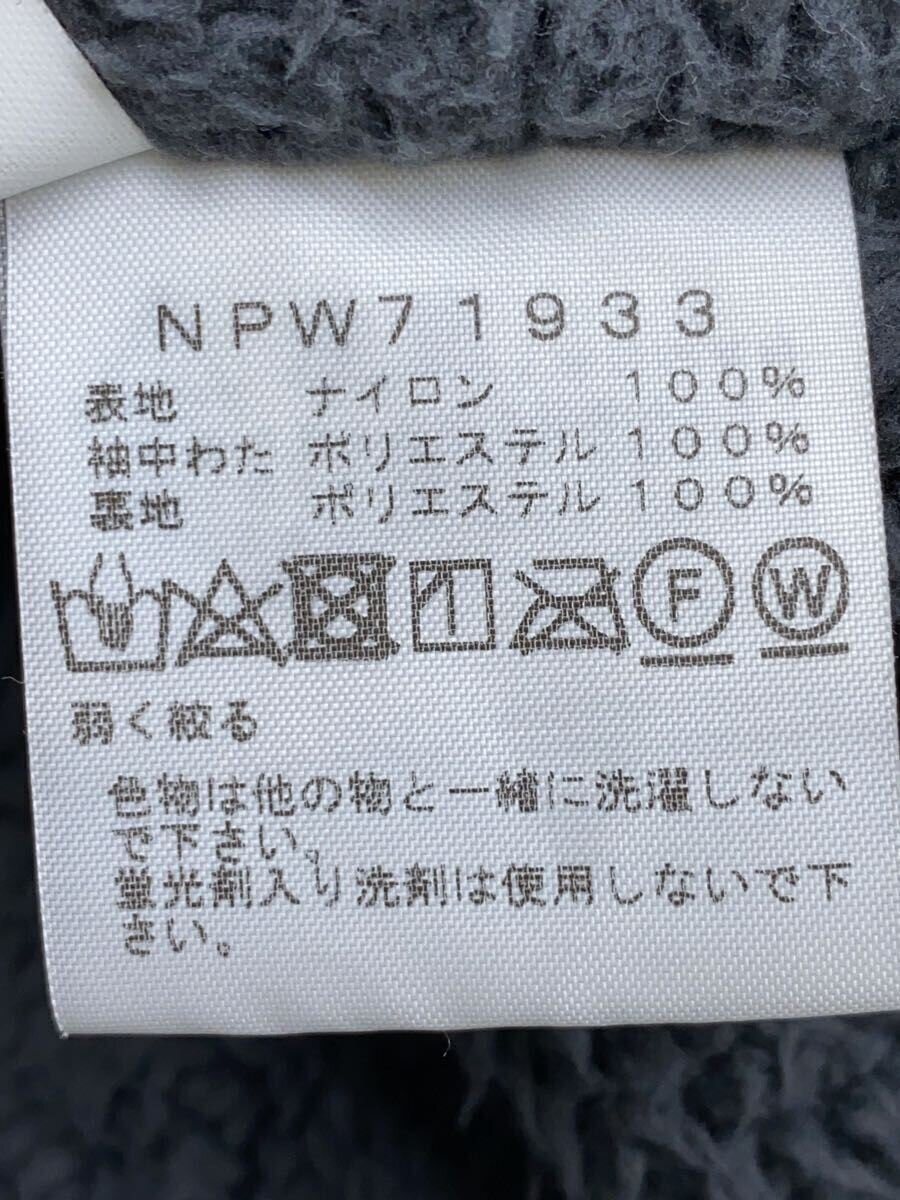 NPW71933
表地 ナイロン 100%
袖中わた ポリエステル 100%
裏地 ポリエステル 100%
F W
弱く絞る
色物は他の物と一緒に洗濯しない
で下さい。
蛍光剤入り洗剤は使用しないで下
さい。